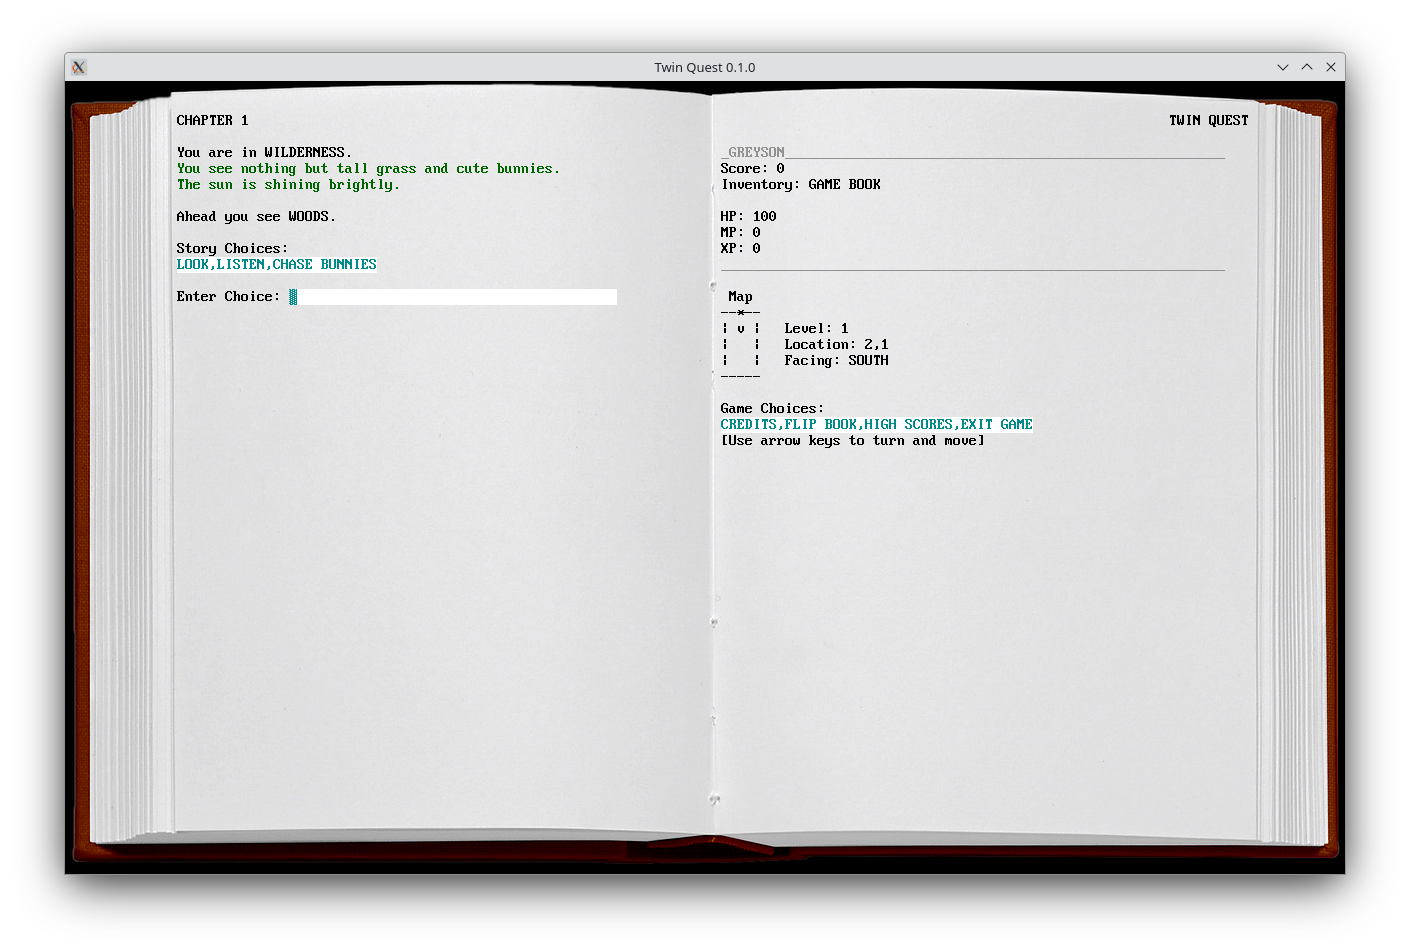 Twin Quest 0.1.0
CHAPTER 1
You are in WILDERNESS.
You see nothing but tall grass and cute bunnies.
The sun is shining brightly.
Ahead you see WOODS.
Story Choices:
LOOK,LISTEN,CHASE BUNNIES
Enter Choice:
TWIN QUEST
_GREYSON_______________________________________________________
Score: 0
Inventory: GAME BOOK
HP: 100
MP: 0
XP: 0
_______________________________________________________________
Map
--*--
| v | Level: 1
| | Location: 2,1
| | Facing: SOUTH
-----
Game Choices:
CREDITS,FLIP BOOK,HIGH SCORES,EXIT GAME
[Use arrow keys to turn and move]